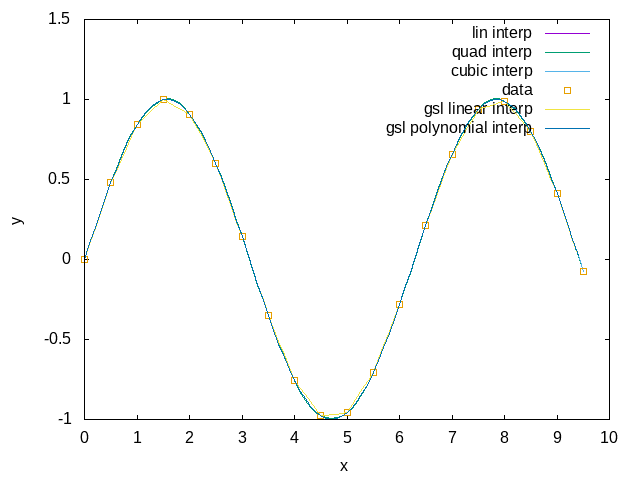 1.5
lin interp
quad interp
cubic interp
data
gsl linear interp
gsl polynomial interp
1
0.5
0
-0.5
-1
y
0 1 2 3 4 5 6 7 8 9 10
x